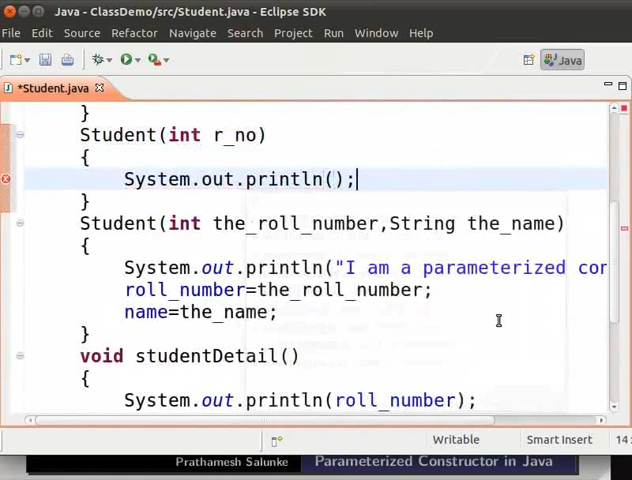 Java - ClassDemo/src/Student.java - Eclipse SDK
File Edit Source Refactor Navigate Search Project Run Window Help
Java
*Student.java
}
Student(int r_no)
{
System.out.println();
}
Student(int the_roll_number,String the_name)
{
System.out.println("I am a parameterized con
roll_number=the_roll_number;
name=the_name;
}
void studentDetail()
{
System.out.println(roll_number);
Writable Smart Insert 14:
Prathamesh Salunke Parameterized Constructor in Java